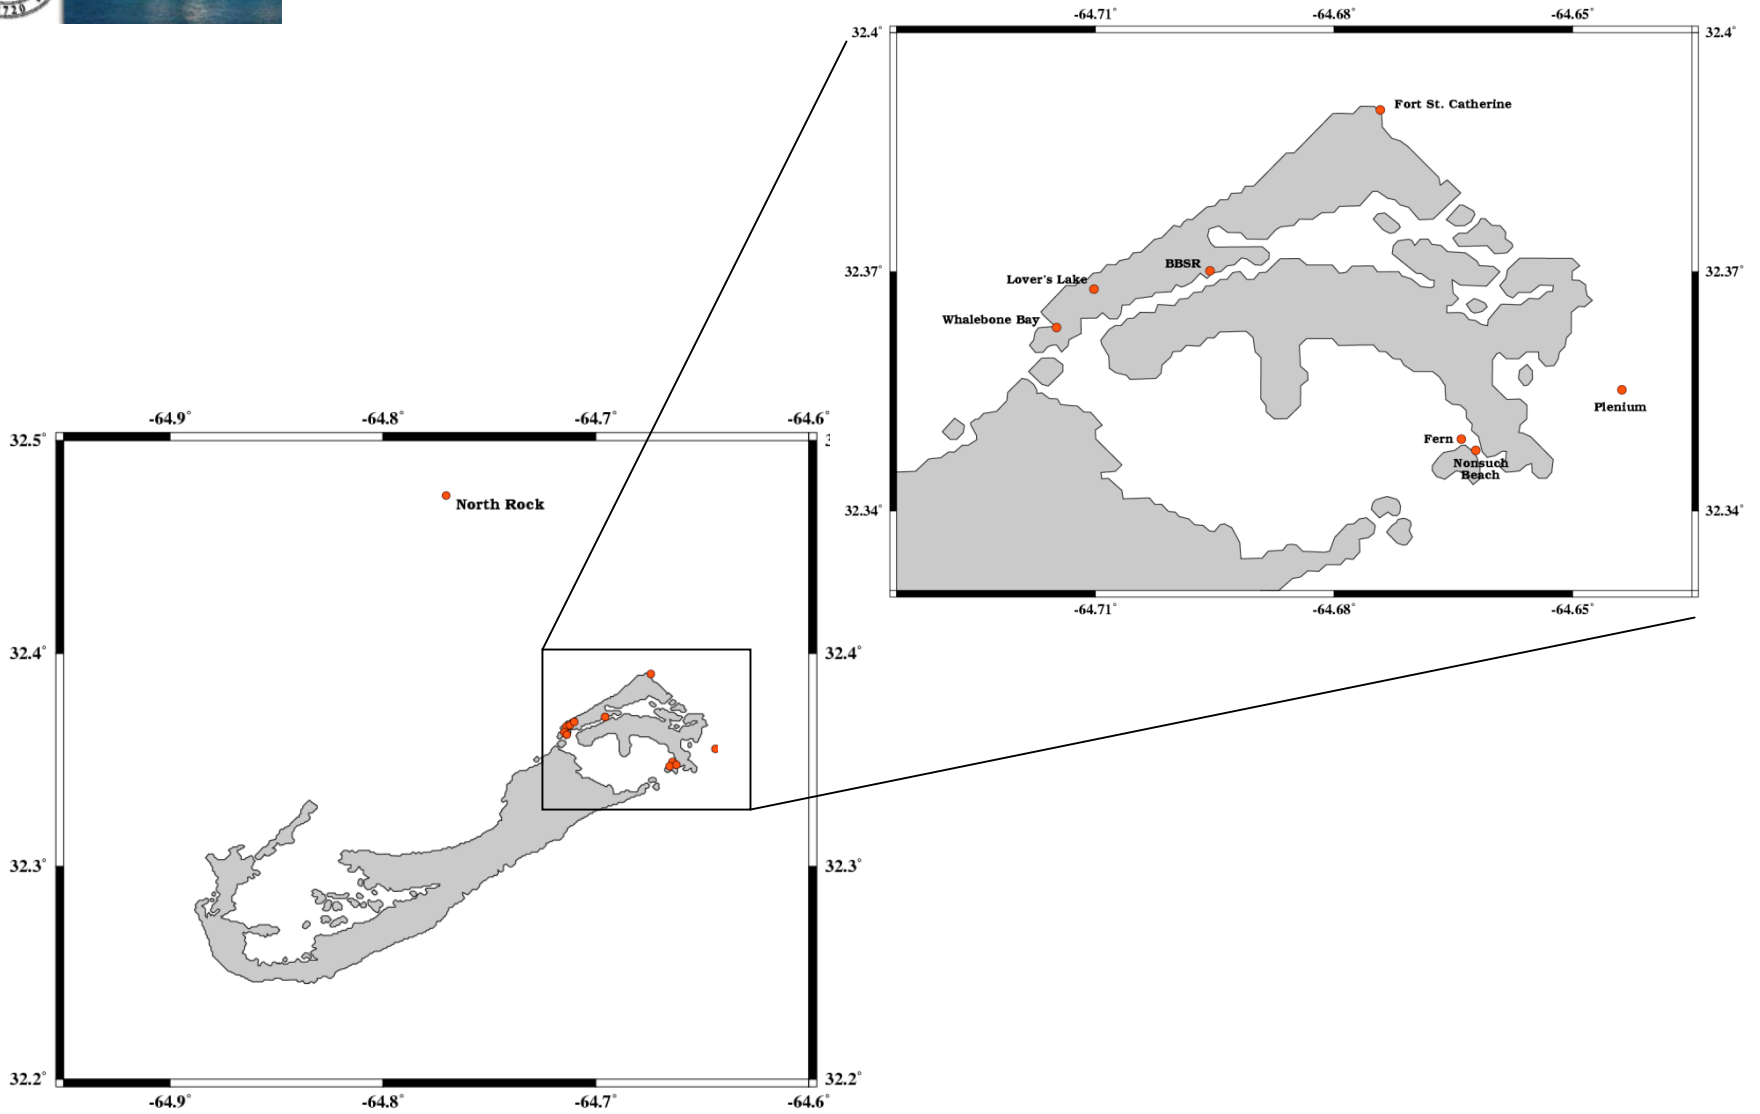 1720
-64.71° -64.68° -64.65°
32.4° 32.4°
Fort St. Catherine
BBSR
32.37° 32.37°
Lover's Lake
Whalebone Bay
Plenium
Fern
Nonsuch
Beach
32.34° 32.34°
-64.71° -64.68° -64.65°
-64.9° -64.8° -64.7° -64.6°
32.5°
North Rock
32.4° 32.4°
32.3° 32.3°
32.2° 32.2°
-64.9° -64.8° -64.7° -64.6°